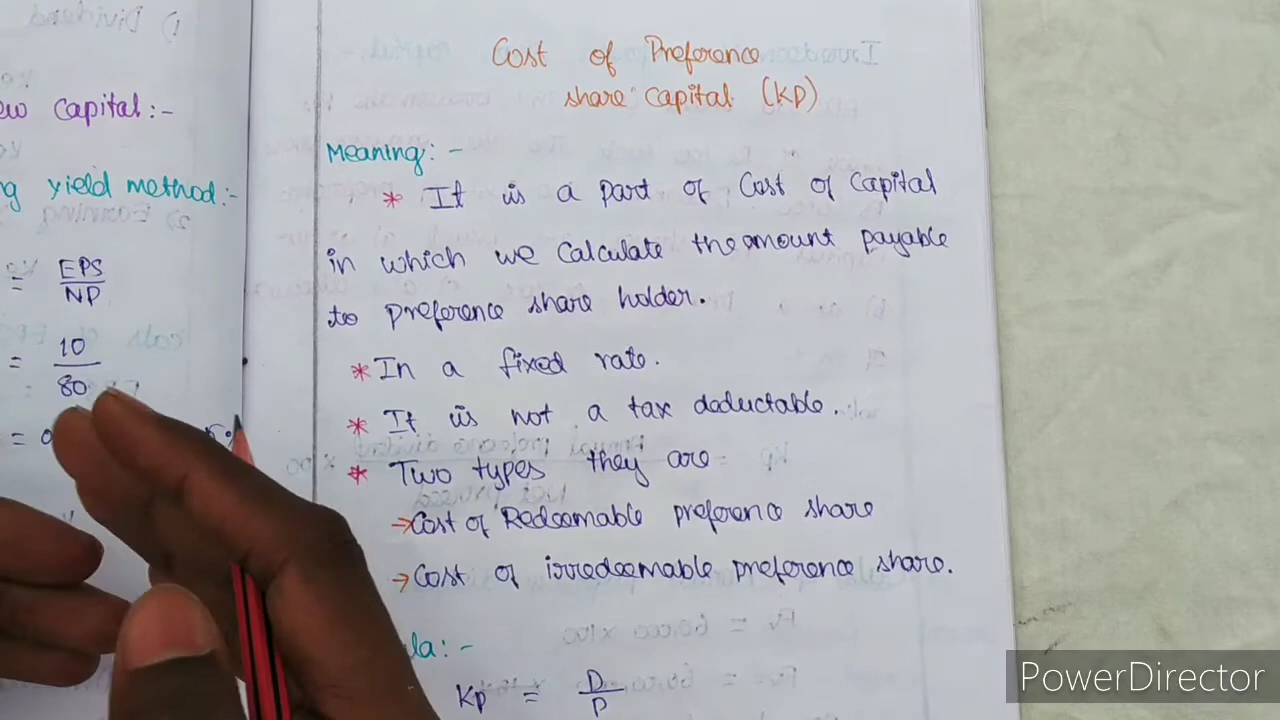 ew Capital:-
g yield method:-
= EPS
NP
= 10
80
= 0
Cost of Preference
share Capital (Kp)
Meaning:-
* It is a part of Cost of Capital
in which we calculate the amount payable
to preference share holder.
* In a fixed rate.
* It is not a tax deductable.
* Two types they are
→ Cost of Redeemable preference share
→ Cost of irredeemable preference share.
la:-
Kp = D
P
PowerDirector